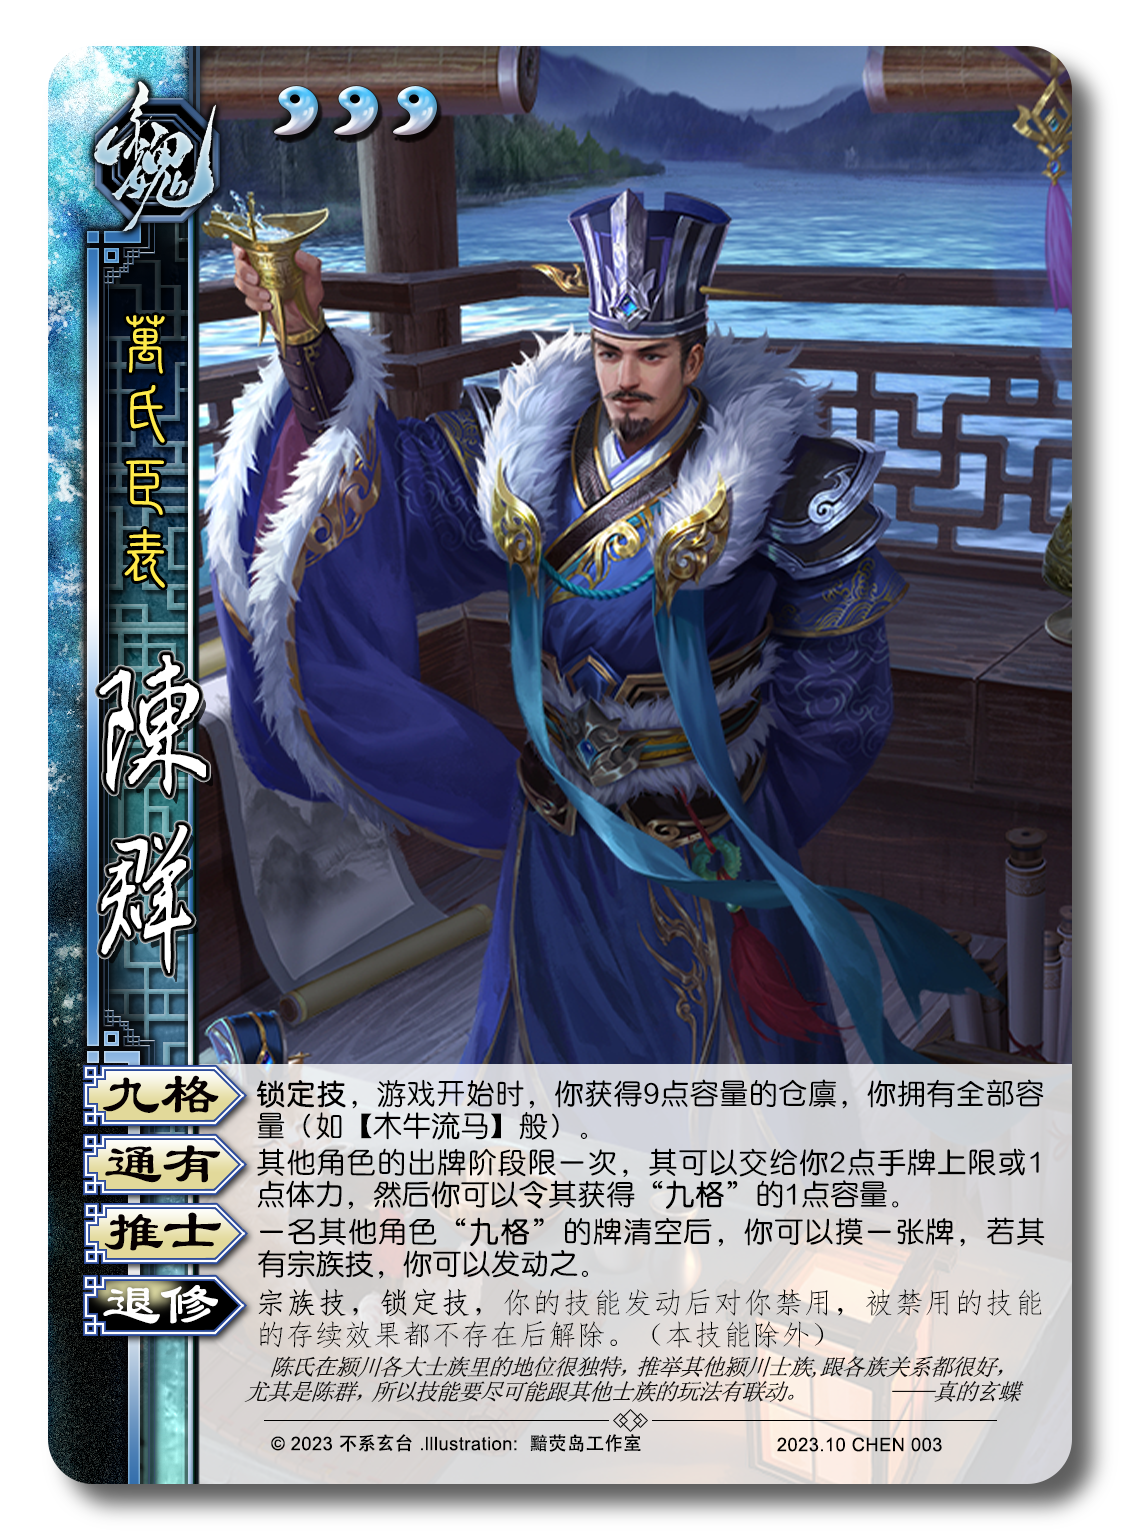 魏
萬氏臣表
陳群
九格
锁定技，游戏开始时，你获得9点容量的仓廪，你拥有全部容
量（如【木牛流马】般）。
通有
其他角色的出牌阶段限一次，其可以交给你2点手牌上限或1
点体力，然后你可以令其获得“九格”的1点容量。
推士
一名其他角色“九格”的牌清空后，你可以摸一张牌，若其
有宗族技，你可以发动之。
退修
宗族技，锁定技，你的技能发动后对你禁用，被禁用的技能
的存续效果都不存在后解除。（本技能除外）
陈氏在颍川各大士族里的地位很独特，推举其他颍川士族，跟各族关系都很好，
尤其是陈群，所以技能要尽可能跟其他士族的玩法有联动。 ——真的玄蝶
© 2023 不系玄台 .Illustration: 黯荧岛工作室
2023.10 CHEN 003